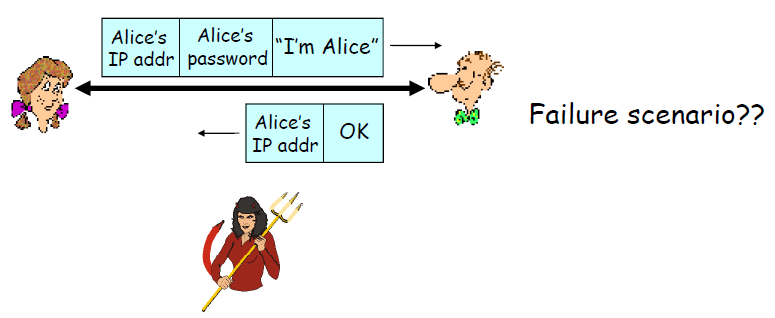 Alice's
IP addr
Alice's
password
“I'm Alice”
Failure scenario??
Alice's
IP addr
OK